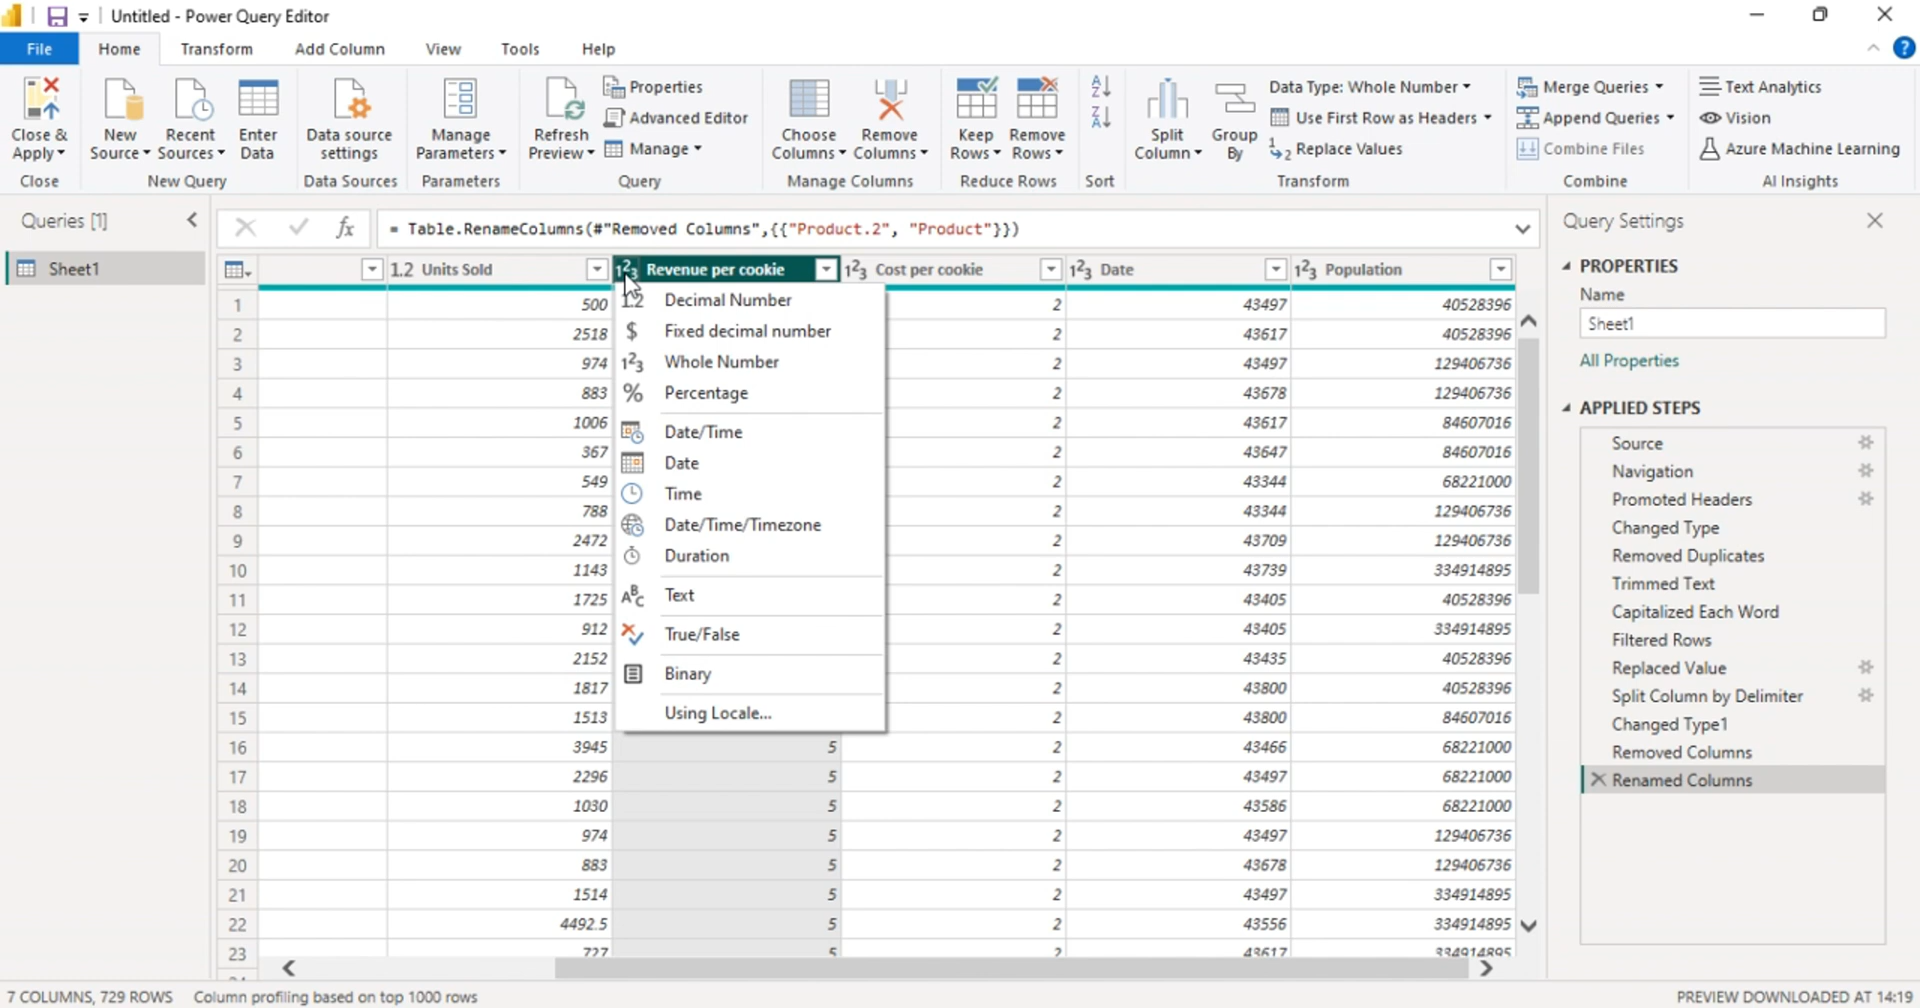 Untitled - Power Query Editor
File Home Transform Add Column View Tools Help
Close & Apply
Close
New Source
Recent Sources
Enter Data
New Query
Data source settings
Data Sources
Manage Parameters
Parameters
Refresh Preview
Properties
Advanced Editor
Manage
Query
Choose Columns
Remove Columns
Manage Columns
Keep Rows
Remove Rows
Reduce Rows
Sort
Split Column
Group By
Data Type: Whole Number
Use First Row as Headers
Replace Values
Transform
Merge Queries
Append Queries
Combine Files
Combine
Text Analytics
Vision
Azure Machine Learning
AI Insights
Queries [1]
Sheet1
fx = Table.RenameColumns(#"Removed Columns",{{"Product.2", "Product"}})
1.2 Units Sold 123 Revenue per cookie 123 Cost per cookie 123 Date 123 Population
1 500 2 43497 40528396
2 2518 2 43617 40528396
3 974 2 43497 129406736
4 883 2 43678 129406736
5 1006 2 43617 84607016
6 367 2 43647 84607016
7 549 2 43344 68221000
8 788 2 43344 129406736
9 2472 2 43709 129406736
10 1143 2 43739 334914895
11 1725 2 43405 40528396
12 912 2 43405 334914895
13 2152 2 43435 40528396
14 1817 2 43800 40528396
15 1513 2 43800 84607016
16 3945 5 2 43466 68221000
17 2296 5 2 43497 68221000
18 1030 5 2 43586 68221000
19 974 5 2 43497 129406736
20 883 5 2 43678 129406736
21 1514 5 2 43497 334914895
22 4492.5 5 2 43556 334914895
23 727 5 2 43617 334914895
1.2 Decimal Number
$ Fixed decimal number
123 Whole Number
% Percentage
Date/Time
Date
Time
Date/Time/Timezone
Duration
ABC Text
True/False
Binary
Using Locale...
Query Settings
PROPERTIES
Name
Sheet1
All Properties
APPLIED STEPS
Source
Navigation
Promoted Headers
Changed Type
Removed Duplicates
Trimmed Text
Capitalized Each Word
Filtered Rows
Replaced Value
Split Column by Delimiter
Changed Type1
Removed Columns
Renamed Columns
7 COLUMNS, 729 ROWS Column profiling based on top 1000 rows
PREVIEW DOWNLOADED AT 14:19